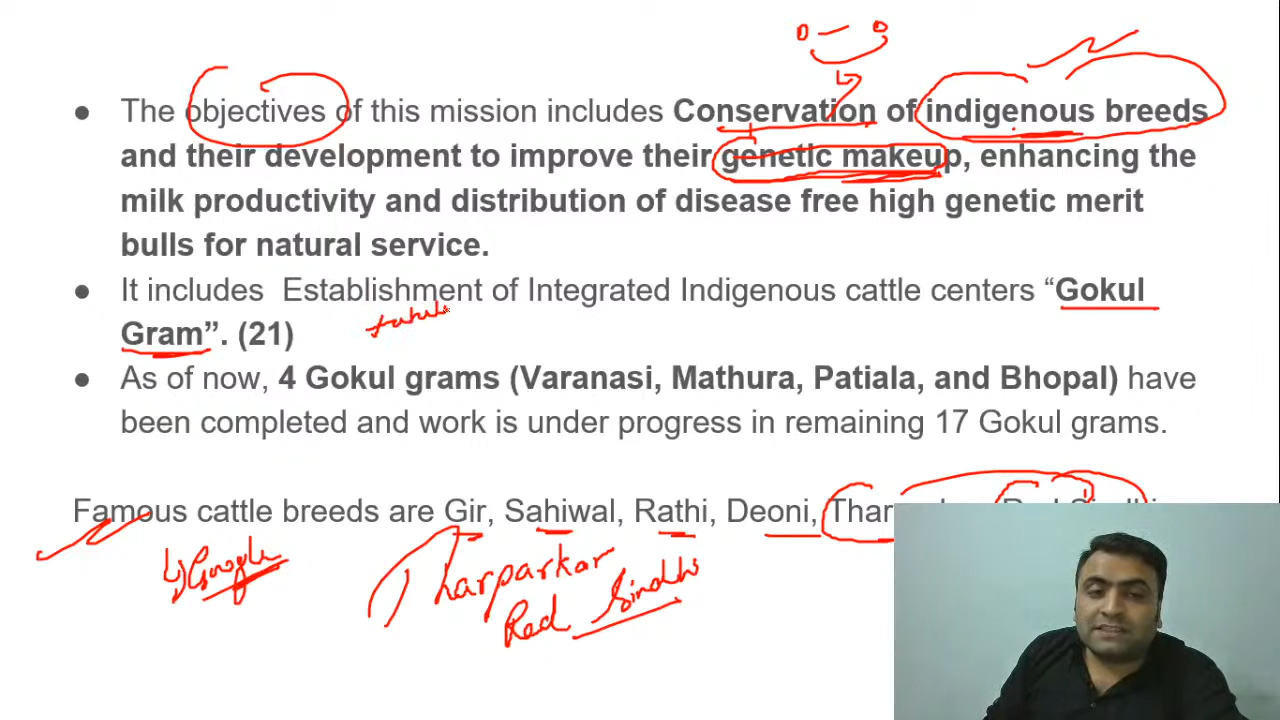 ● The objectives of this mission includes Conservation of indigenous breeds
and their development to improve their genetic makeup, enhancing the
milk productivity and distribution of disease free high genetic merit
bulls for natural service.
● It includes Establishment of Integrated Indigenous cattle centers “Gokul
Gram”. (21)
● As of now, 4 Gokul grams (Varanasi, Mathura, Patiala, and Bhopal) have
been completed and work is under progress in remaining 17 Gokul grams.
Famous cattle breeds are Gir, Sahiwal, Rathi, Deoni,
Google
Tharparkar
Red Sindhi